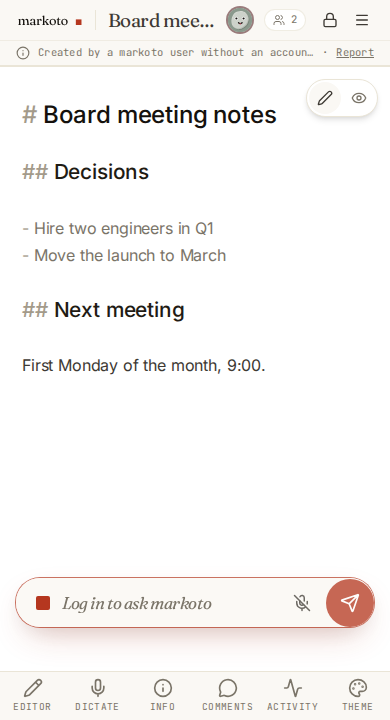 markoto
Board mee...
2
Created by a markoto user without an accoun… · Report
# Board meeting notes
## Decisions
- Hire two engineers in Q1
- Move the launch to March
## Next meeting
First Monday of the month, 9:00.
Log in to ask markoto
EDITOR DICTATE INFO COMMENTS ACTIVITY THEME